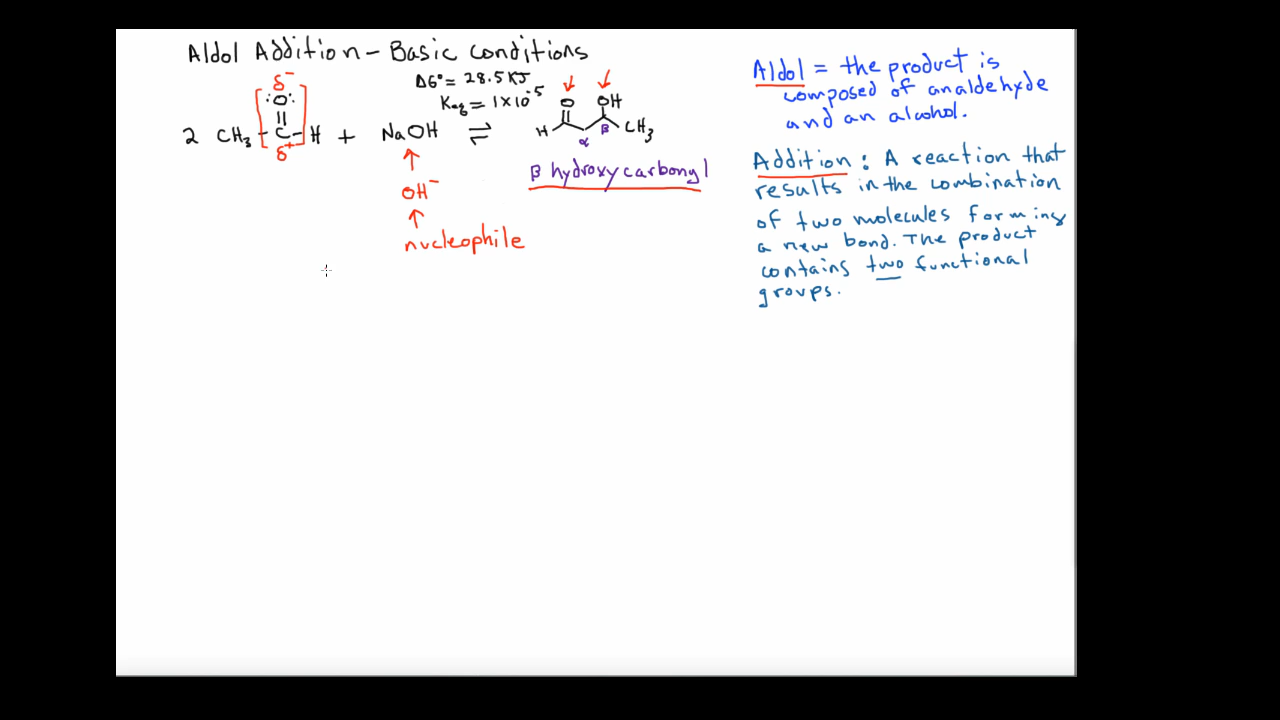 Aldol Addition - Basic conditions
ΔG° = 28.5 KJ
Keq = 1 x 10⁻⁵
δ⁻
:O:
2 CH₃ - C - H + NaOH ⇌
δ⁺
O OH
H CH₃
α β
β hydroxy carbonyl
OH⁻
nucleophile
Aldol = the product is
composed of an aldehyde
and an alcohol.
Addition : A reaction that
results in the combination
of two molecules forming
a new bond. The product
contains two functional
groups.